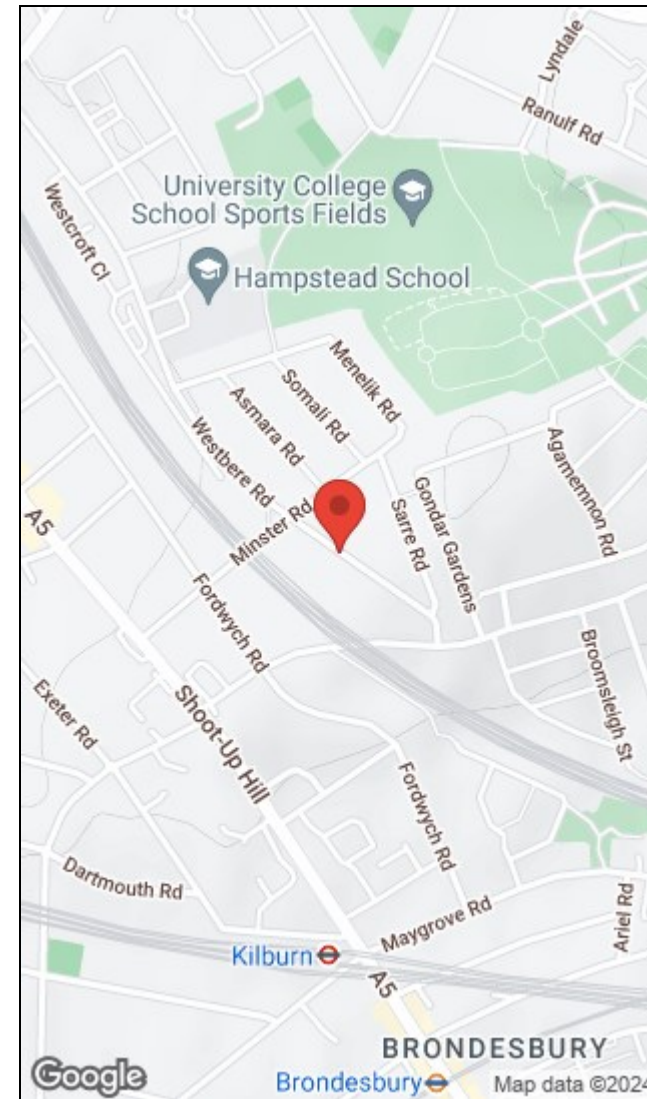 Lyndale
Ranulf Rd
University College
School Sports Fields
Westcroft Cl
Hampstead School
Menelik Rd
Somali Rd
Asmara Rd
Westbere Rd
Agamemnon Rd
Gondar Gardens
Sarre Rd
A5
Minster Rd
Fordwych Rd
Broomsleigh St
Exeter Rd
Shoot-Up Hill
Fordwych Rd
Dartmouth Rd
Ariel Rd
Maygrove Rd
Kilburn
A5
BRONDESBURY
Google
Brondesbury
Map data ©2024